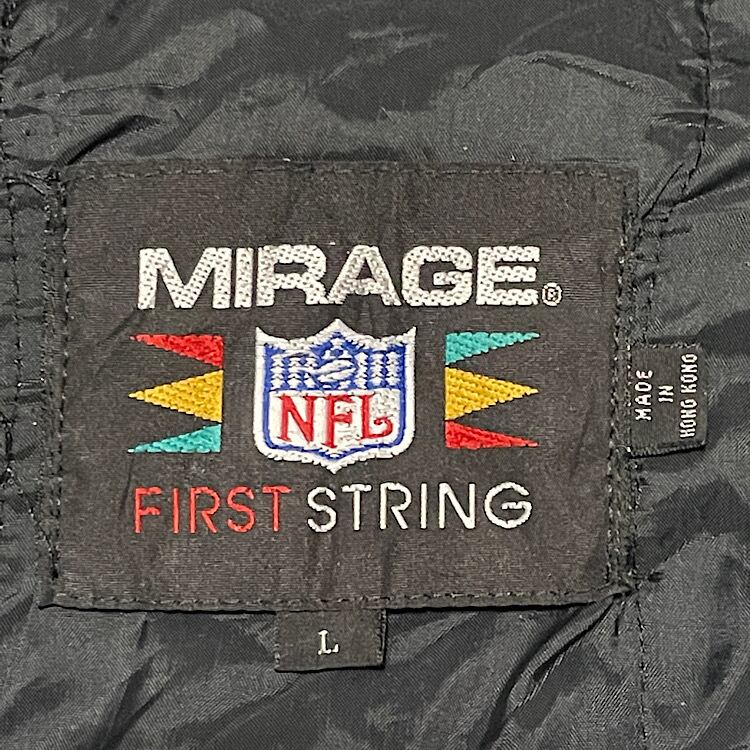 MIRAGE®
NFL
FIRST STRING
MADE
IN
HONG KONG
L